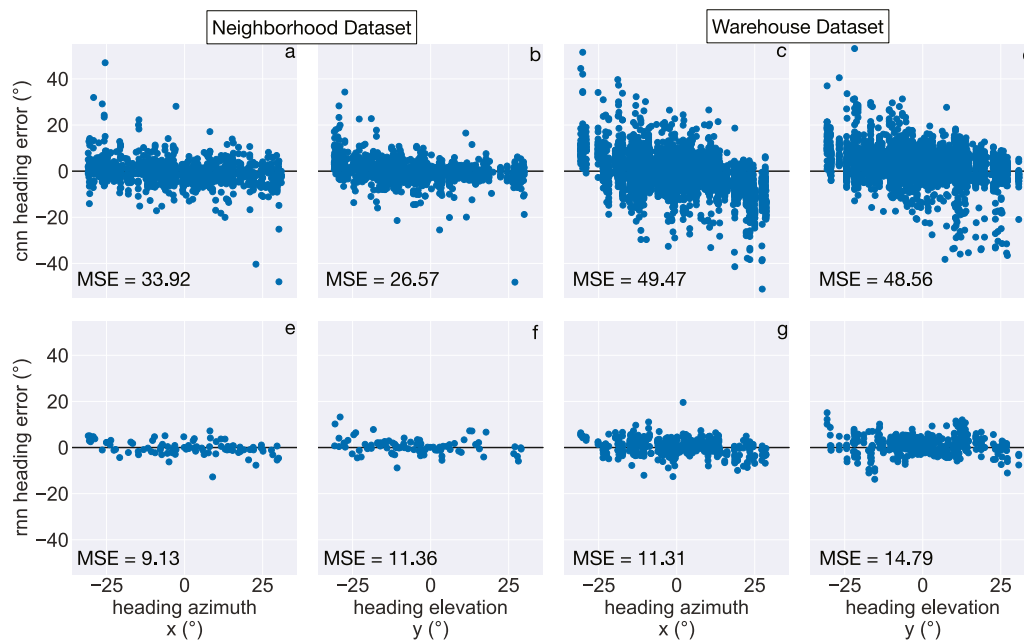 Neighborhood Dataset
Warehouse Dataset
a
b
c
cnn heading error (°)
40
20
0
−20
−40
MSE = 33.92
MSE = 26.57
MSE = 49.47
MSE = 48.56
e
f
g
rnn heading error (°)
40
20
0
−20
−40
MSE = 9.13
MSE = 11.36
MSE = 11.31
MSE = 14.79
−25 0 25
−25 0 25
−25 0 25
−25 0 25
heading azimuth
x (°)
heading elevation
y (°)
heading azimuth
x (°)
heading elevation
y (°)